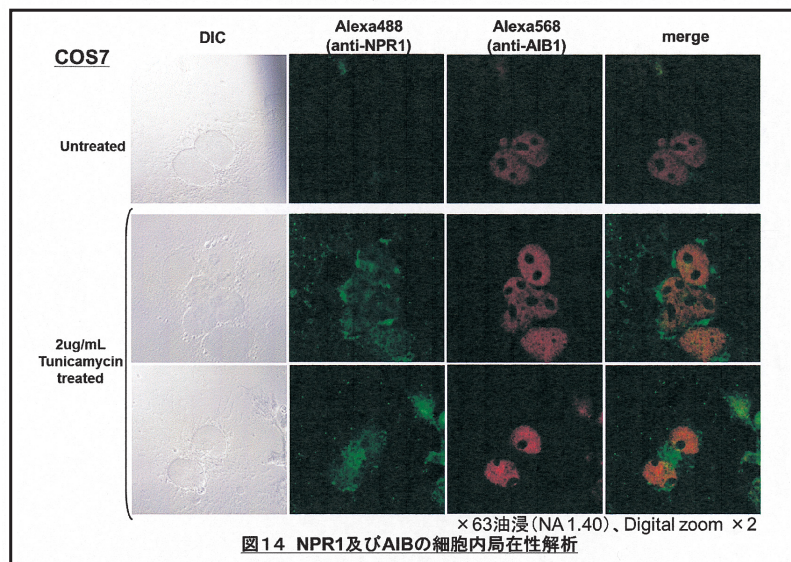 DIC
Alexa488
(anti-NPR1)
Alexa568
(anti-AIB1)
merge
COS7
Untreated
2ug/mL
Tunicamycin
treated
×63油浸(NA 1.40)、Digital zoom ×2
図14 NPR1及びAIBの細胞内局在性解析